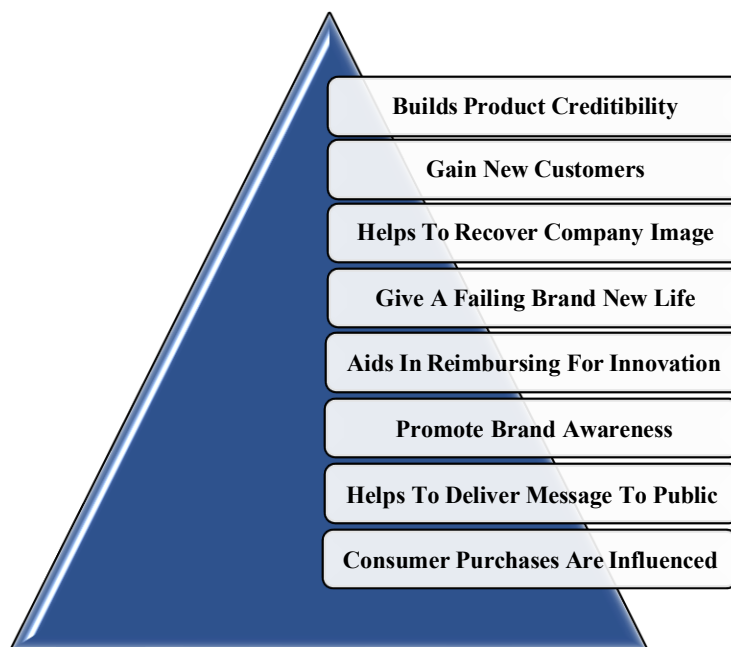 Builds Product Creditibility
Gain New Customers
Helps To Recover Company Image
Give A Failing Brand New Life
Aids In Reimbursing For Innovation
Promote Brand Awareness
Helps To Deliver Message To Public
Consumer Purchases Are Influenced